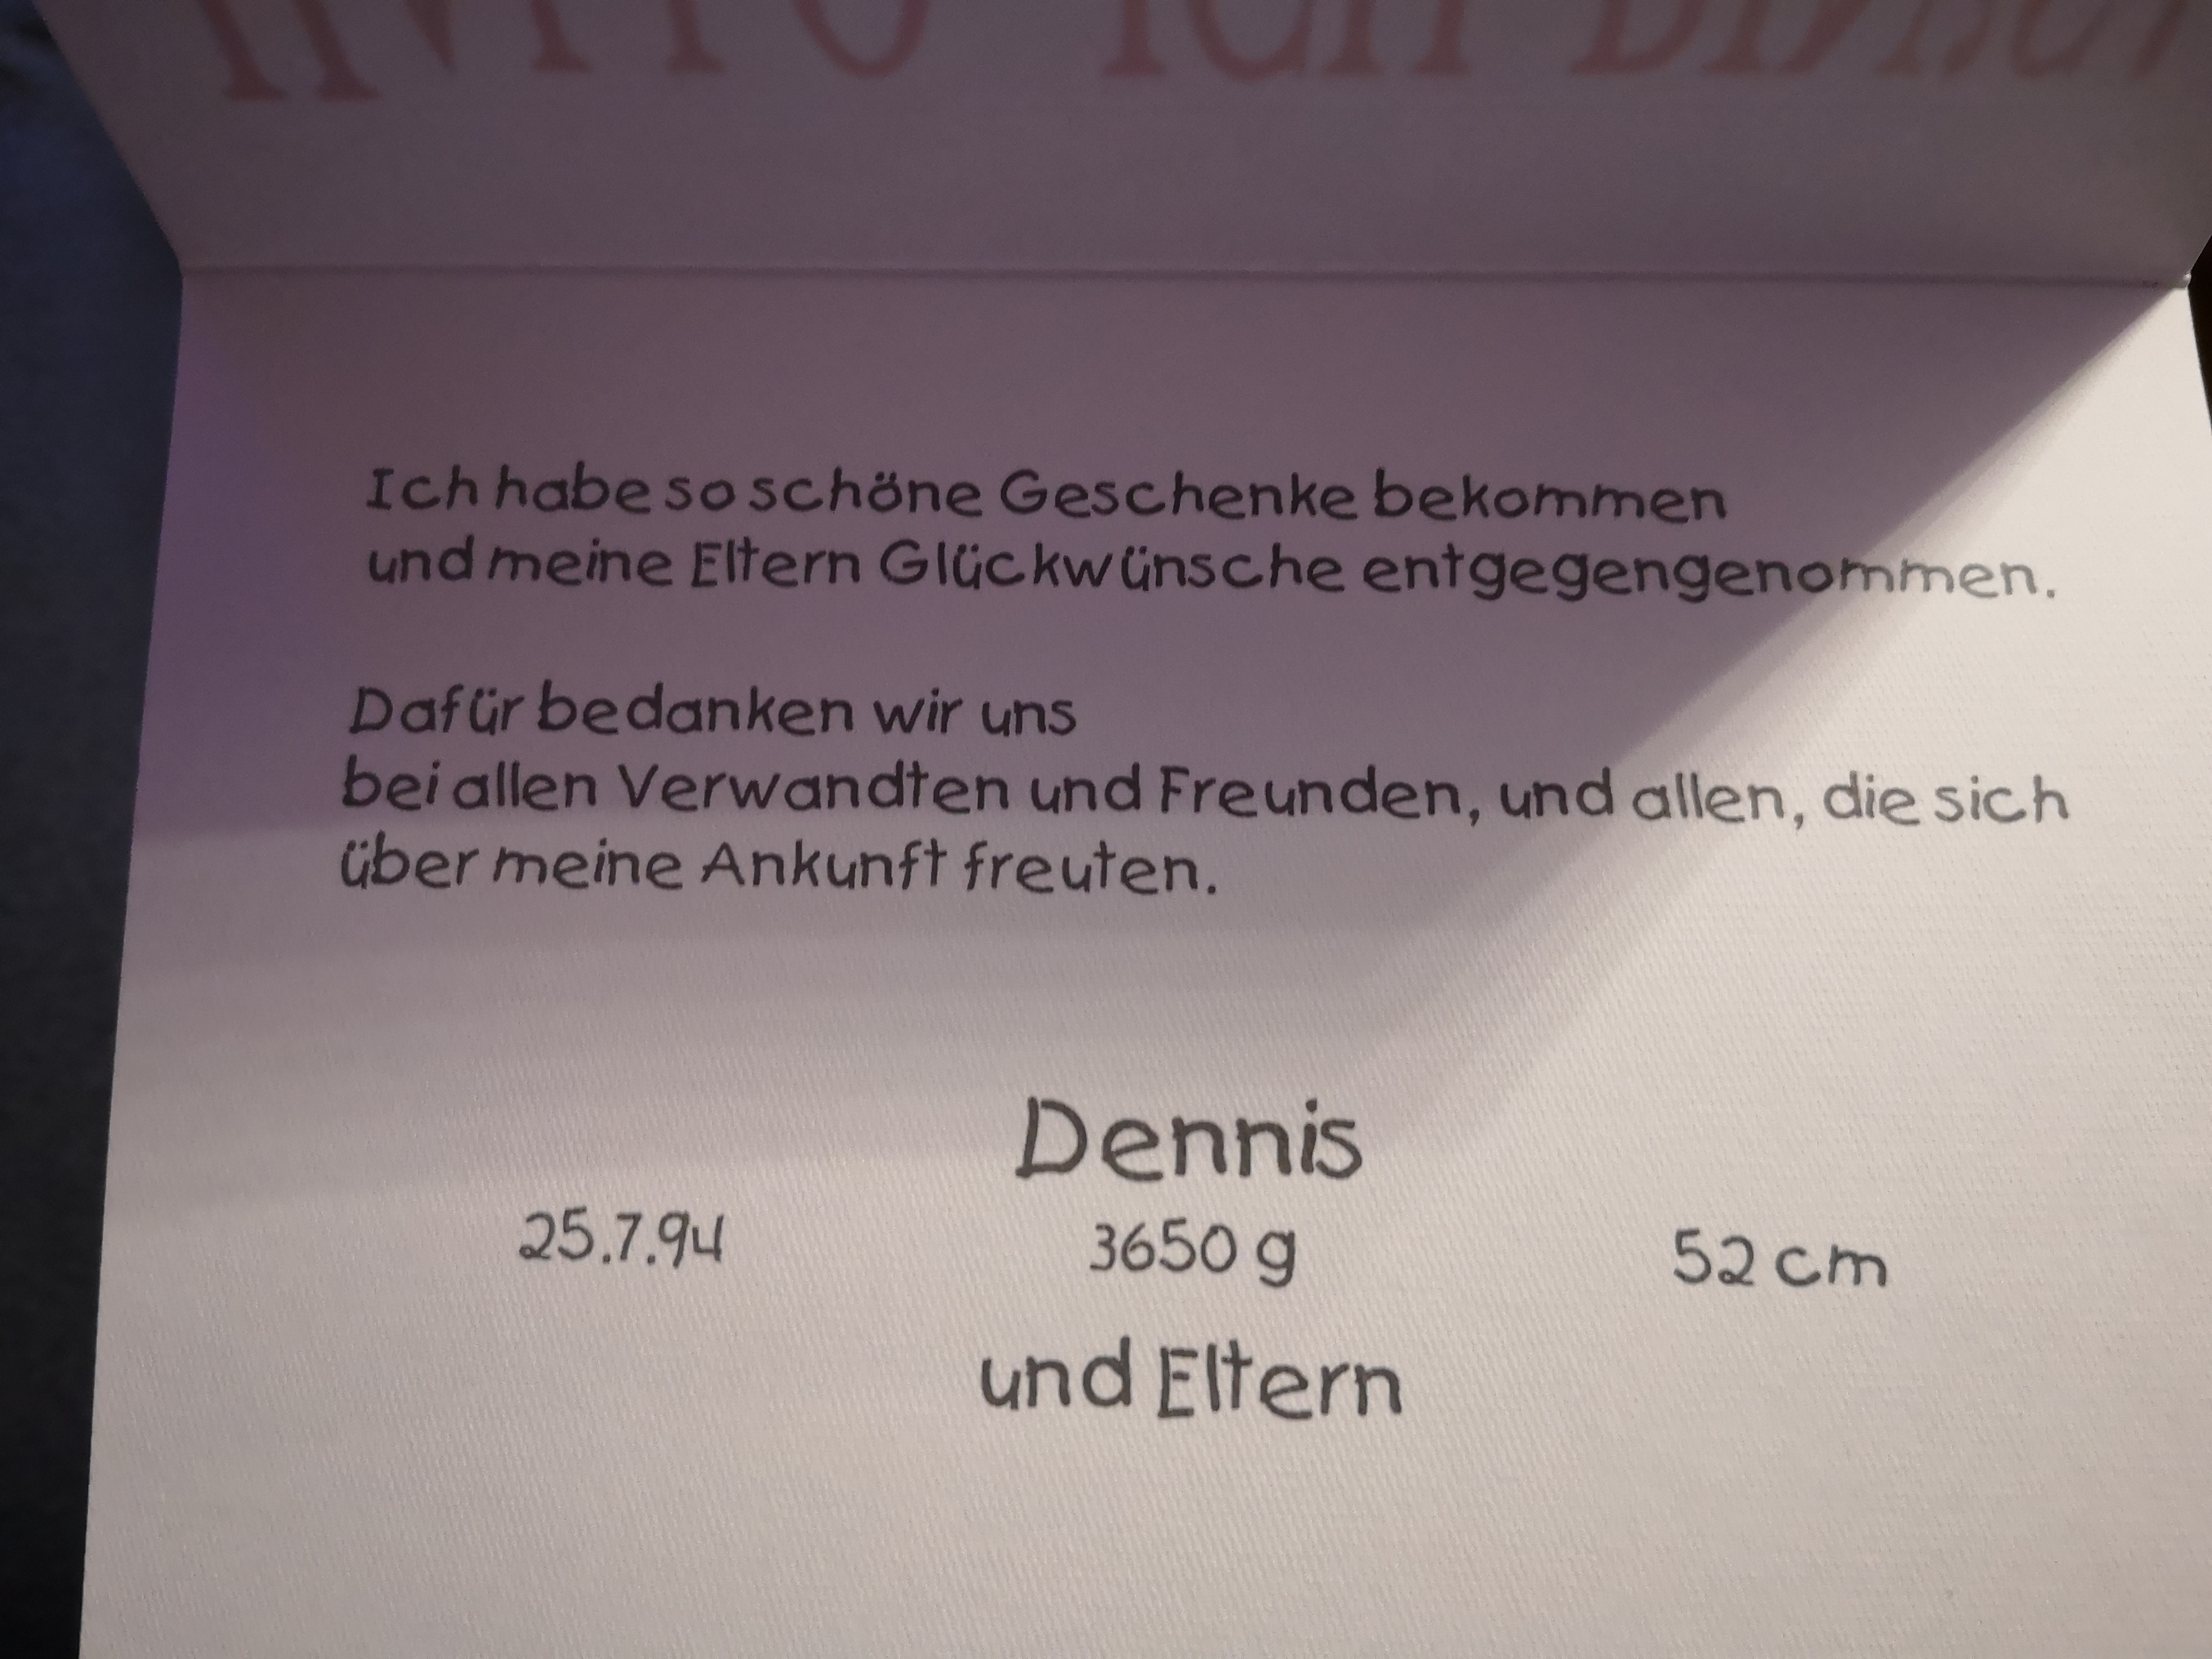 ICH
Ich habe so schöne Geschenke bekommen
und meine Eltern Glückwünsche entgegengenommen.
Dafür bedanken wir uns
bei allen Verwandten und Freunden, und allen, die sich
über meine Ankunft freuten.
Dennis
25.7.94 3650 g 52 cm
und Eltern